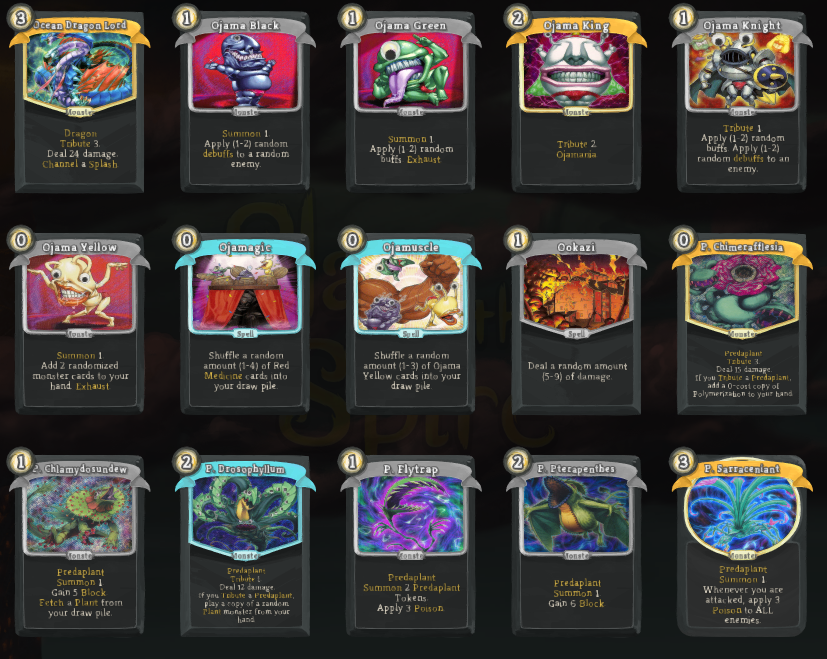 3
Ocean Dragon Lord
Monster
Dragon
Tribute 3.
Deal 24 damage.
Channel a Splash
1
Ojama Black
Monster
Summon 1
Apply (1-2) random
debuffs to a random
enemy.
1
Ojama Green
Monster
Summon 1
Apply (1-2) random
buffs Exhaust
2
Ojama King
Monster
Tribute 2
Ojamania
1
Ojama Knight
Monster
Tribute 1
Apply (1-2) random
buffs. Apply (1-2)
random debuffs to an
enemy.
0
Ojama Yellow
Monster
Summon 1
Add 2 randomized
monster cards to your
hand. Exhaust
0
Ojamagic
Spell
Shuffle a random
amount (1-4) of Red
Medicine cards into
your draw pile.
0
Ojamuscle
Spell
Shuffle a random
amount (1-3) of Ojama
Yellow cards into your
draw pile
1
Ookazi
Spell
Deal a random amount
(5-9) of damage.
0
P. Chimerafflesia
Monster
Predaplant
Tribute 3
Deal 15 damage.
If you Tribute a Predaplant,
add a 0-cost copy of
Polymerization to your hand
1
P. Chlamydosundew
Monster
Predaplant
Summon 1
Gain 5 Block
Fetch a Plant from
your draw pile.
2
P. Drosophyllum
Monster
Predaplant
Tribute 1
Deal 12 damage.
If you Tribute a Predaplant,
play a copy of a random
Plant monster from your
hand
1
P. Flytrap
Monster
Predaplant
Summon 2 Predaplant
Tokens.
Apply 3 Poison
2
P. Pterapenthes
Monster
Predaplant
Summon 1
Gain 6 Block
3
P. Sarraceniant
Monster
Predaplant
Summon 1
Whenever you are
attacked, apply 3
Poison to ALL
enemies.